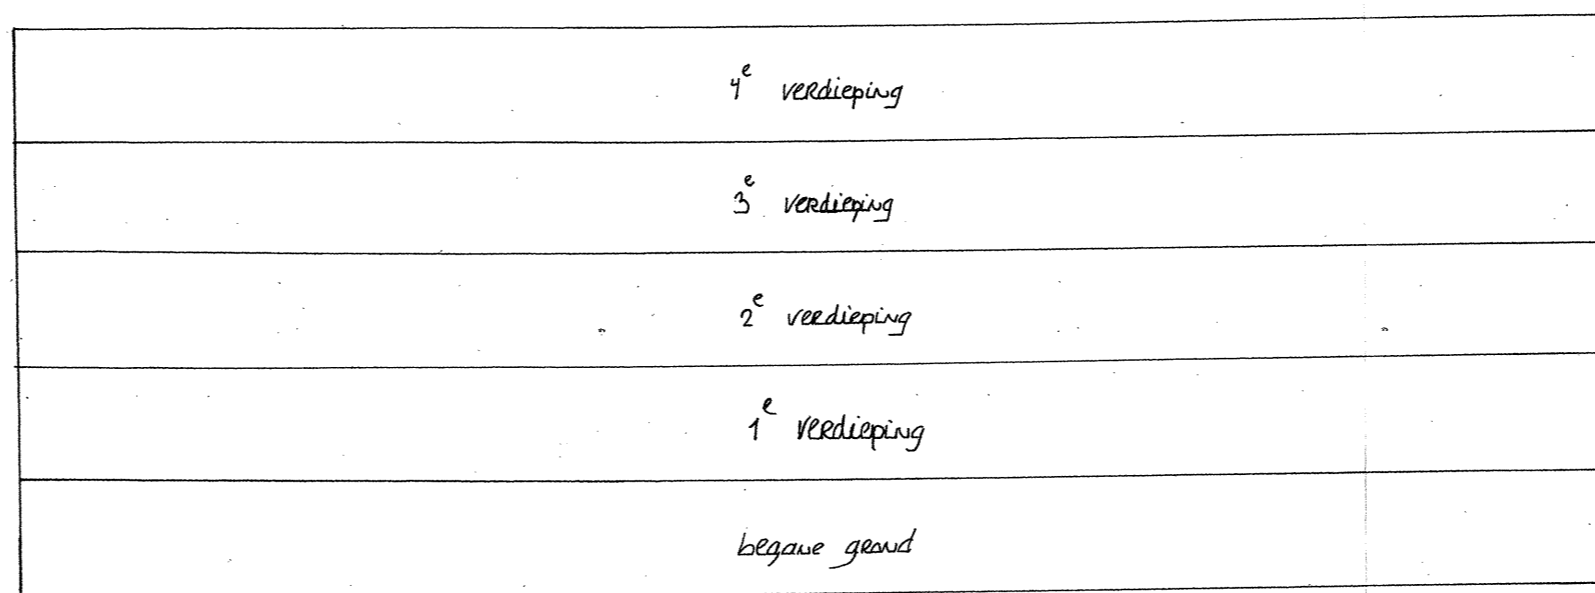 4e verdieping
3e verdieping
2e verdieping
1e verdieping
begane grond